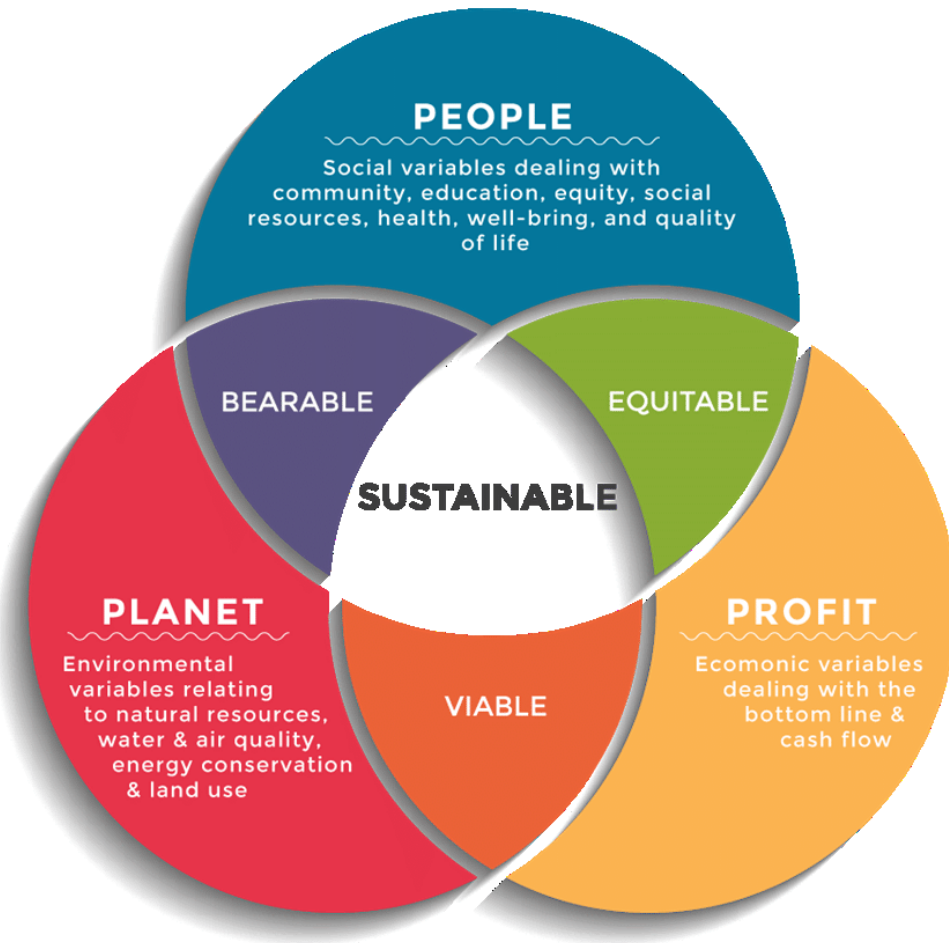 PEOPLE
Social variables dealing with
community, education, equity, social
resources, health, well-bring, and quality
of life
BEARABLE
EQUITABLE
SUSTAINABLE
PLANET
Environmental
variables relating
to natural resources,
water & air quality,
energy conservation
& land use
PROFIT
Ecomonic variables
dealing with the
bottom line &
cash flow
VIABLE